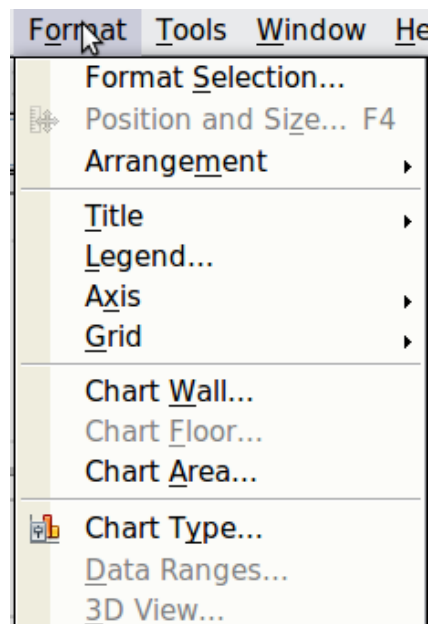 Format Tools Window He
Format Selection...
Position and Size... F4
Arrangement
Title
Legend...
Axis
Grid
Chart Wall...
Chart Floor...
Chart Area...
Chart Type...
Data Ranges...
3D View...